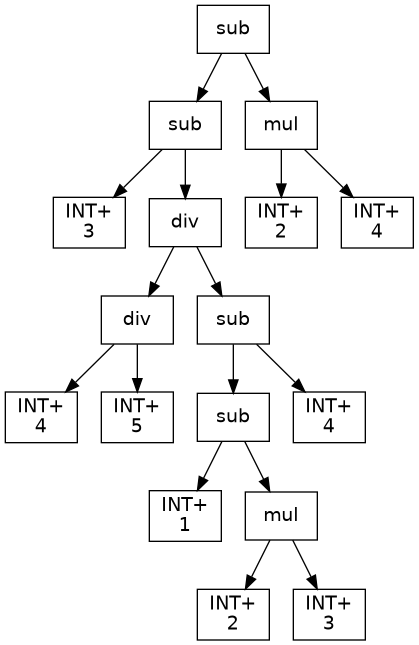 sub
sub
mul
INT+
3
div
INT+
2
INT+
4
div
sub
INT+
4
INT+
5
sub
INT+
4
INT+
1
mul
INT+
2
INT+
3